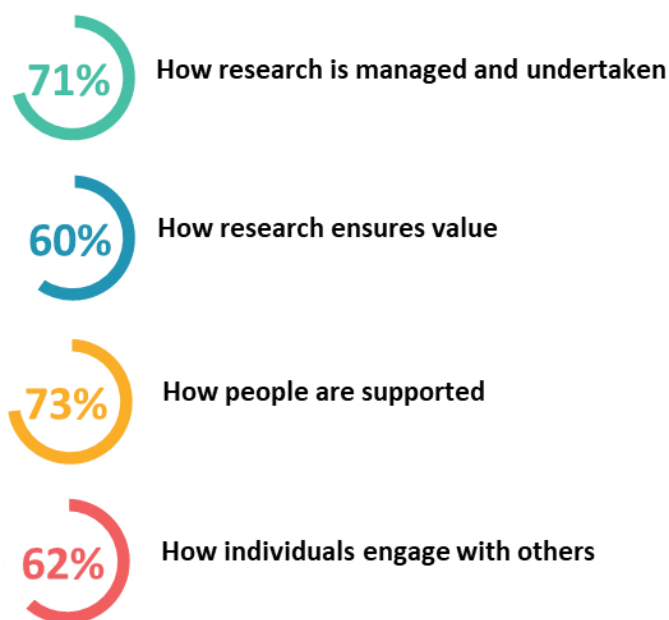 71% How research is managed and undertaken
60% How research ensures value
73% How people are supported
62% How individuals engage with others